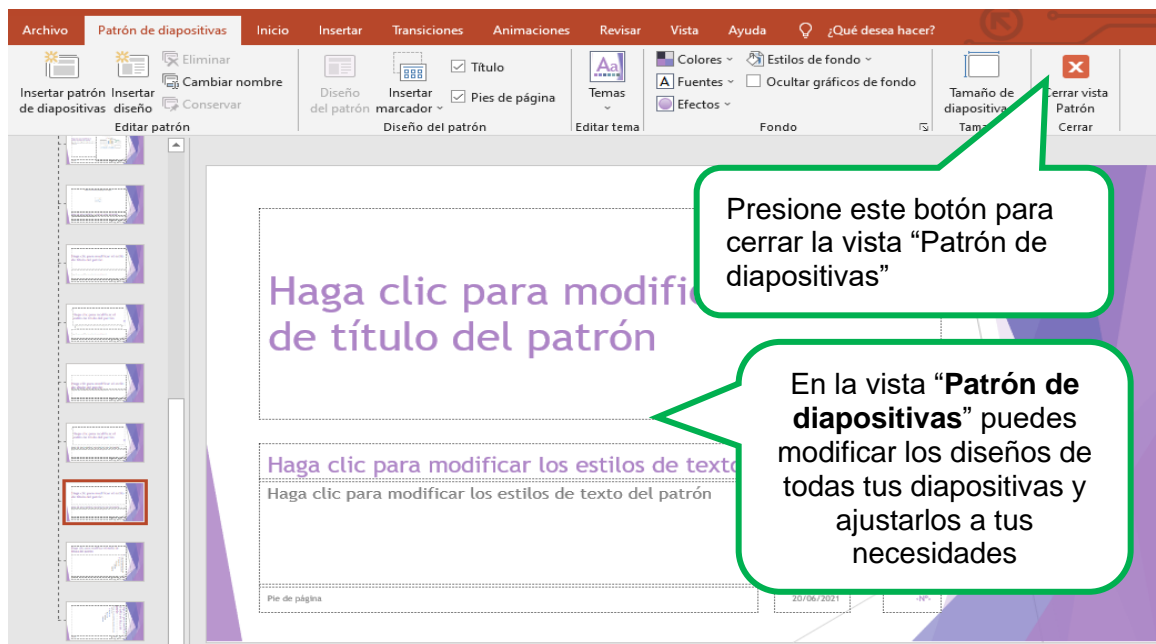 Archivo Patrón de diapositivas Inicio Insertar Transiciones Animaciones Revisar Vista Ayuda ¿Qué desea hacer?
Insertar patrón de diapositivas
Insertar diseño
Eliminar
Cambiar nombre
Conservar
Editar patrón
Diseño del patrón
Insertar marcador
Título
Pies de página
Diseño del patrón
Aa
Temas
Editar tema
Colores
A Fuentes
Efectos
Estilos de fondo
Ocultar gráficos de fondo
Fondo
Tamaño de
Cerrar vista
Patrón
Cerrar
Presione este botón para
cerrar la vista “Patrón de
diapositivas”
Haga clic para
de título del patrón
En la vista “Patrón de
diapositivas” puedes
modificar los diseños de
todas tus diapositivas y
ajustarlos a tus
necesidades
Haga clic para modificar los estilos de
Haga clic para modificar los estilos de texto del patrón
Pie de página
20/06/2021